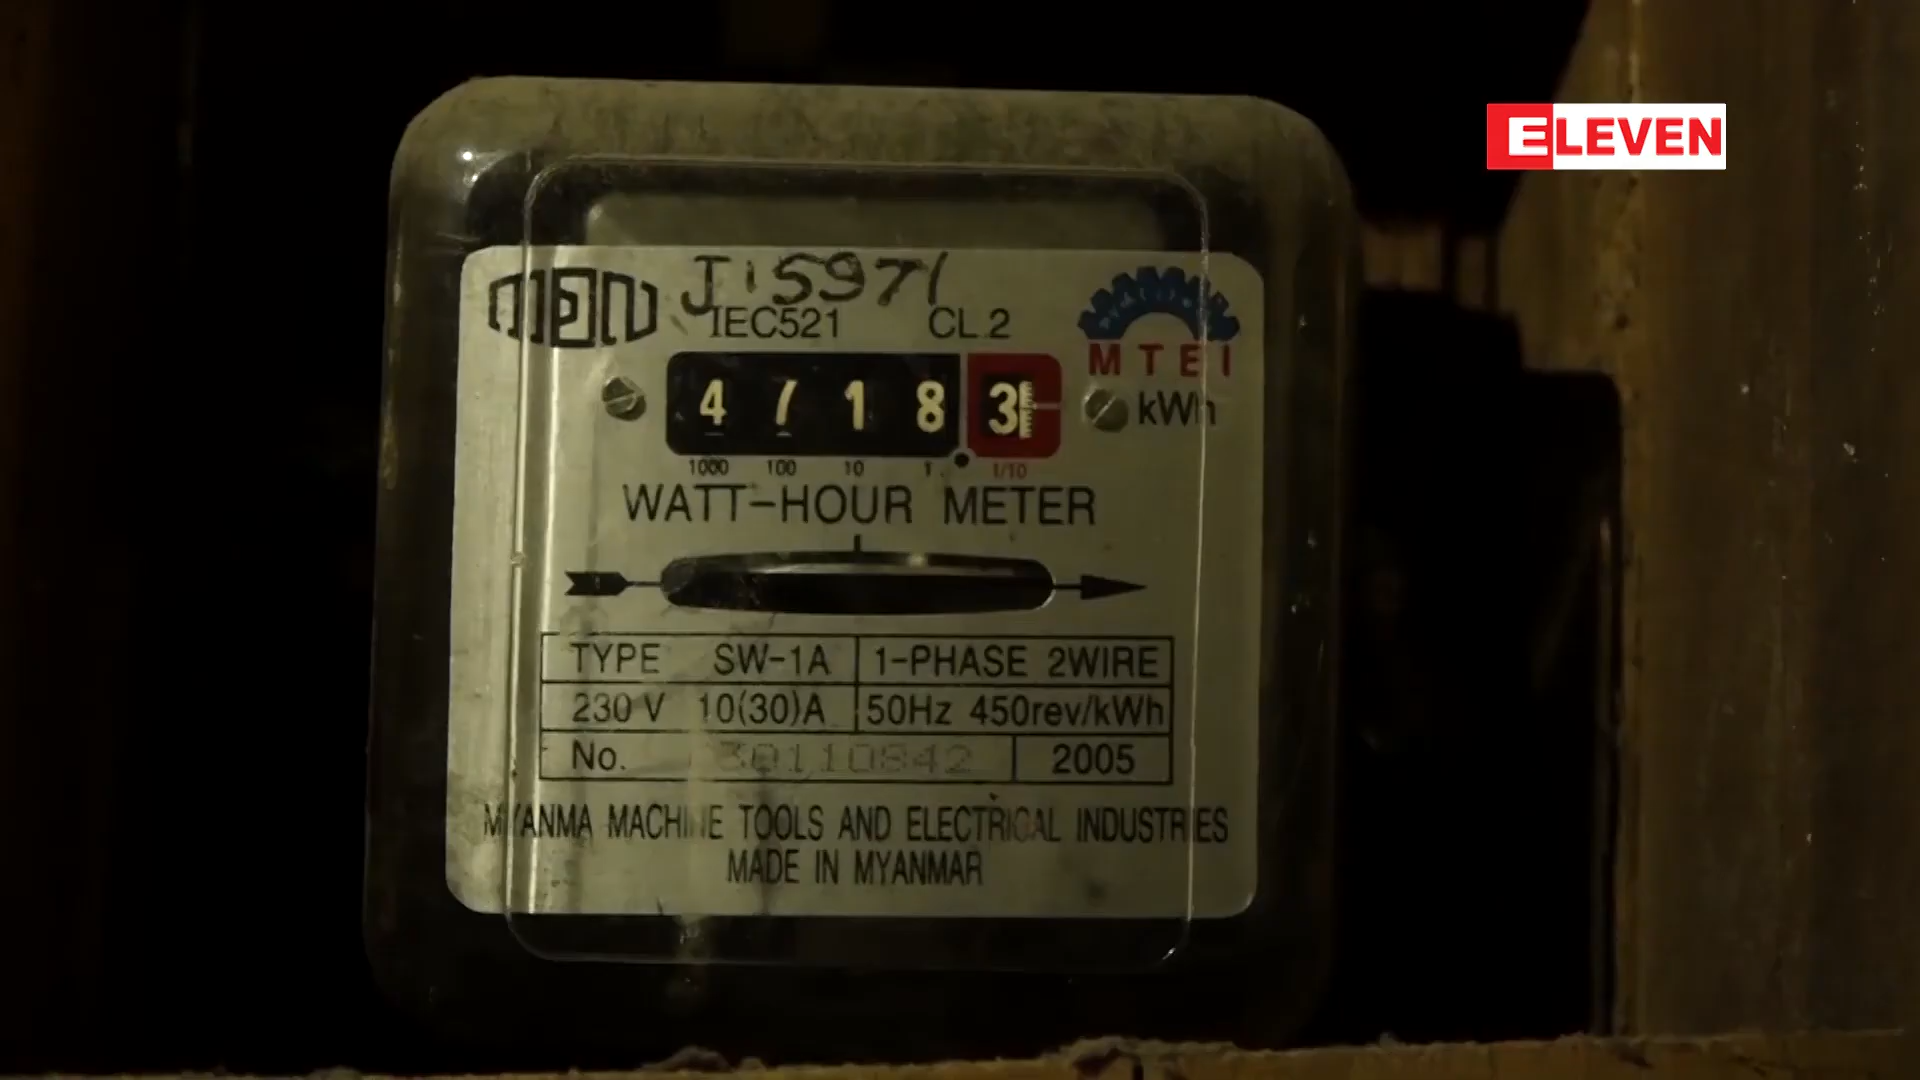 ELEVEN
J15971
IEC521 CL.2
MTEI
4 7 1 8 3 kWh
1000 100 10 1 1/10
WATT-HOUR METER
TYPE SW-1A 1-PHASE 2WIRE
230 V 10(30)A 50Hz 450rev/kWh
No. 30110842 2005
MYANMA MACHINE TOOLS AND ELECTRICAL INDUSTRIES
MADE IN MYANMAR